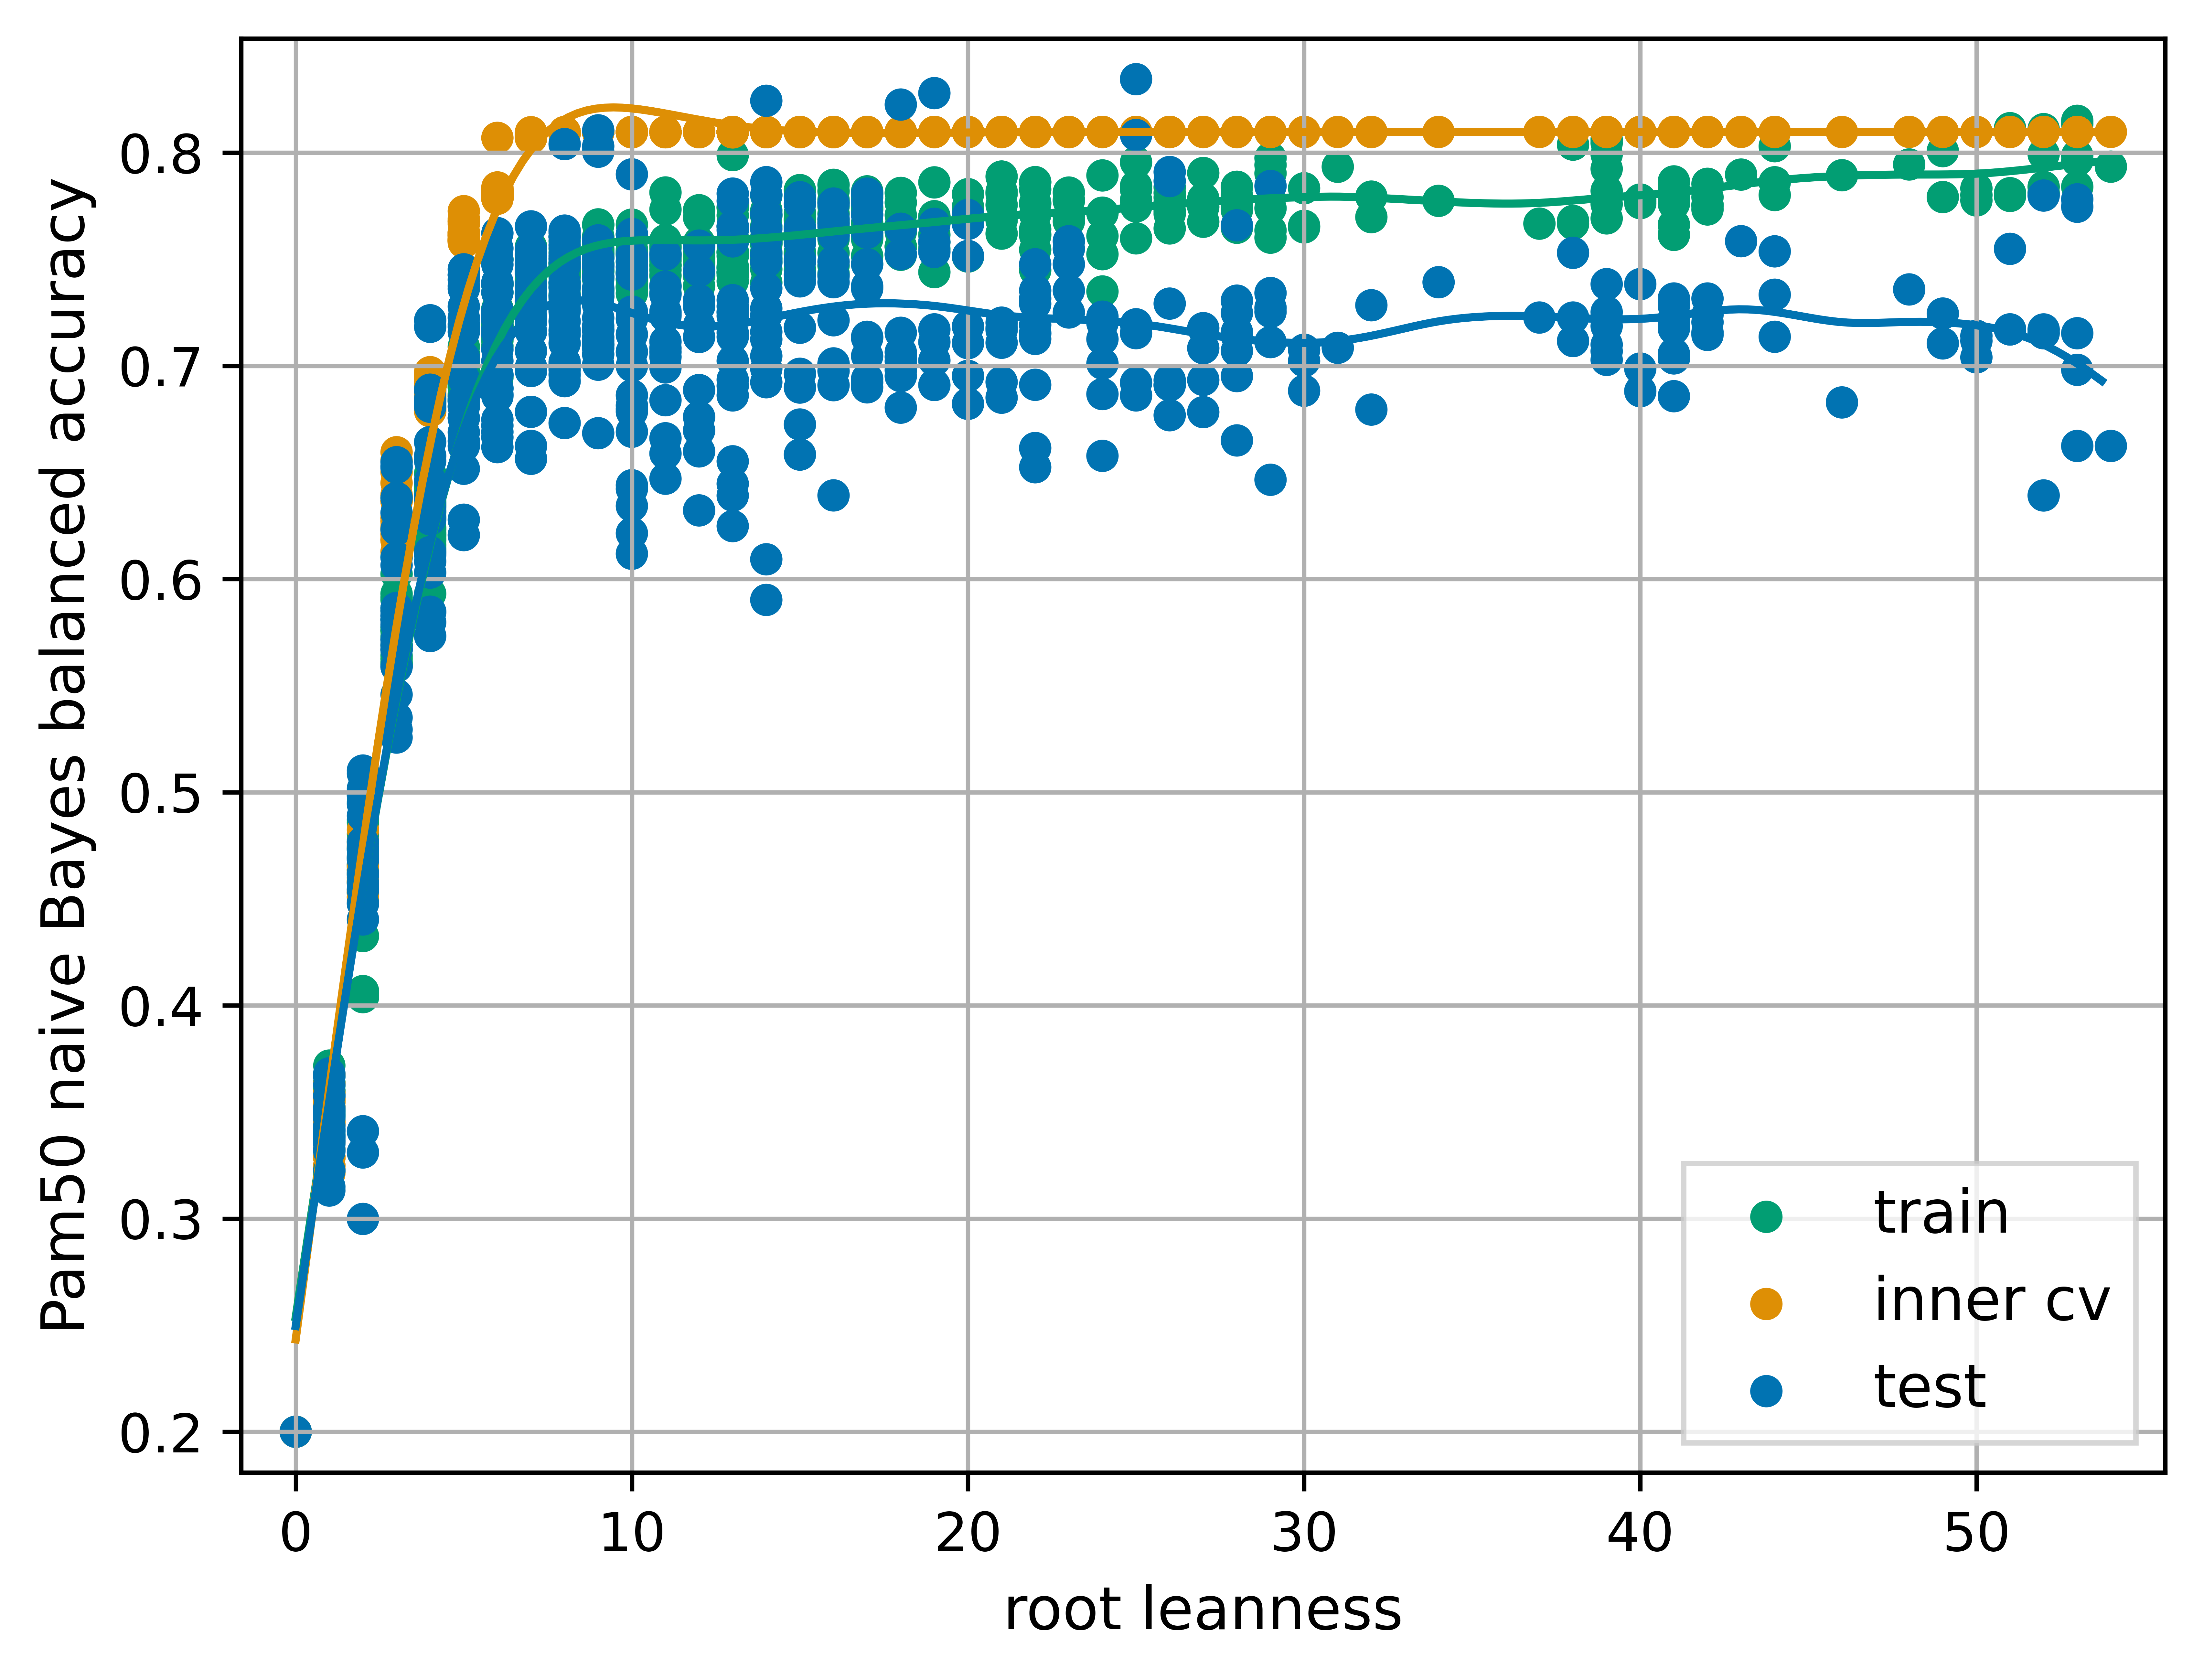 Pam50 naive Bayes balanced accuracy
0.8
0.7
0.6
0.5
0.4
0.3
0.2
0 10 20 30 40 50
root leanness
train
inner cv
test